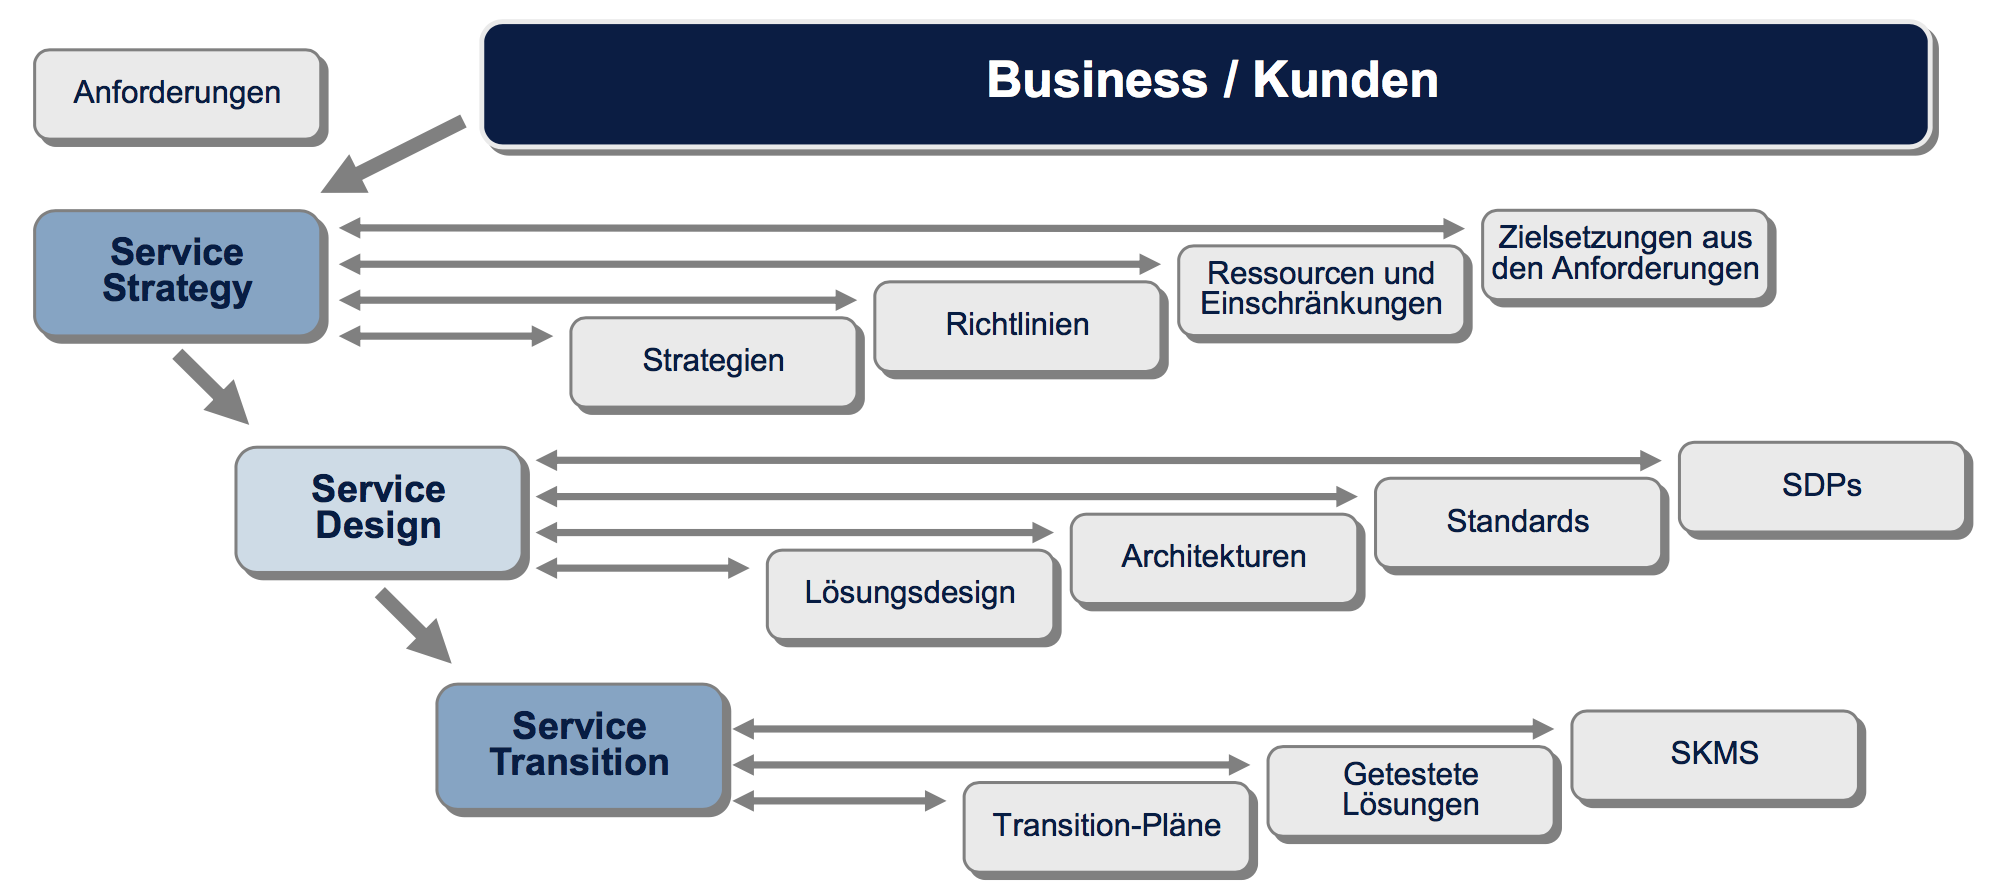 Anforderungen
Business / Kunden
Service
Strategy
Zielsetzungen aus
den Anforderungen
Ressourcen und
Einschränkungen
Richtlinien
Strategien
Service
Design
SDPs
Standards
Architekturen
Lösungsdesign
Service
Transition
SKMS
Getestete
Lösungen
Transition-Pläne